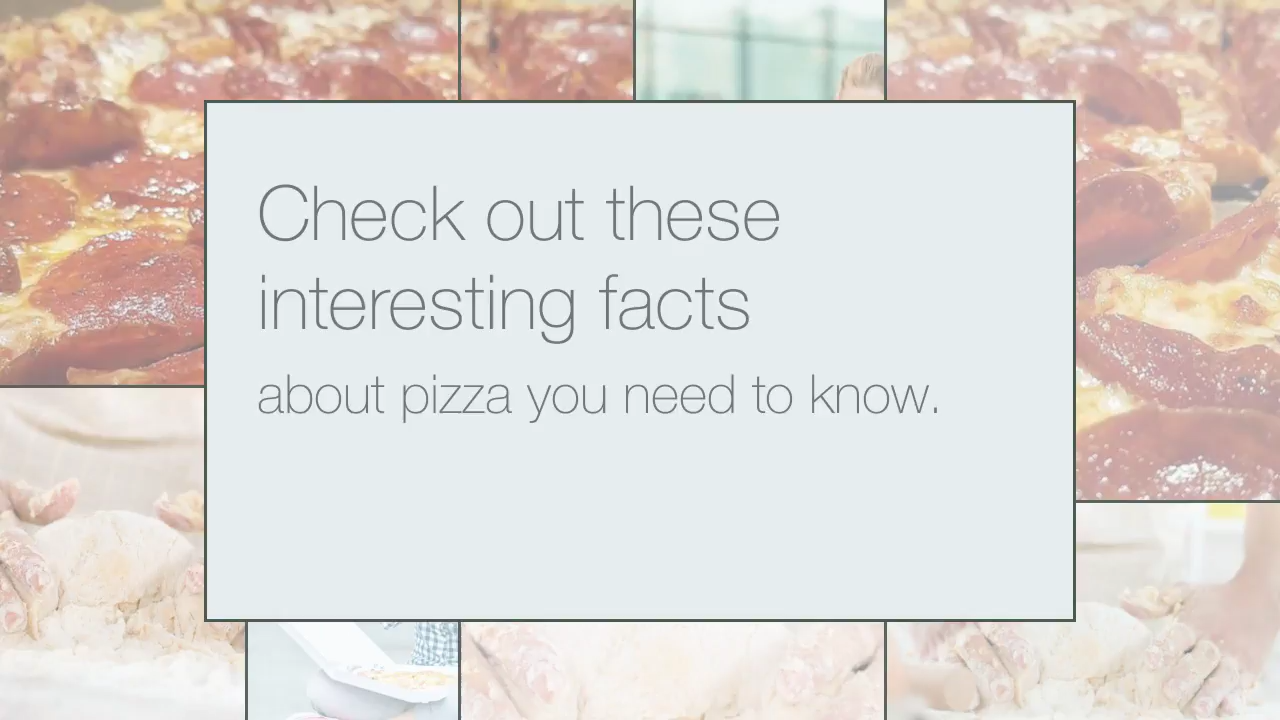 Check out these
interesting facts
about pizza you need to know.